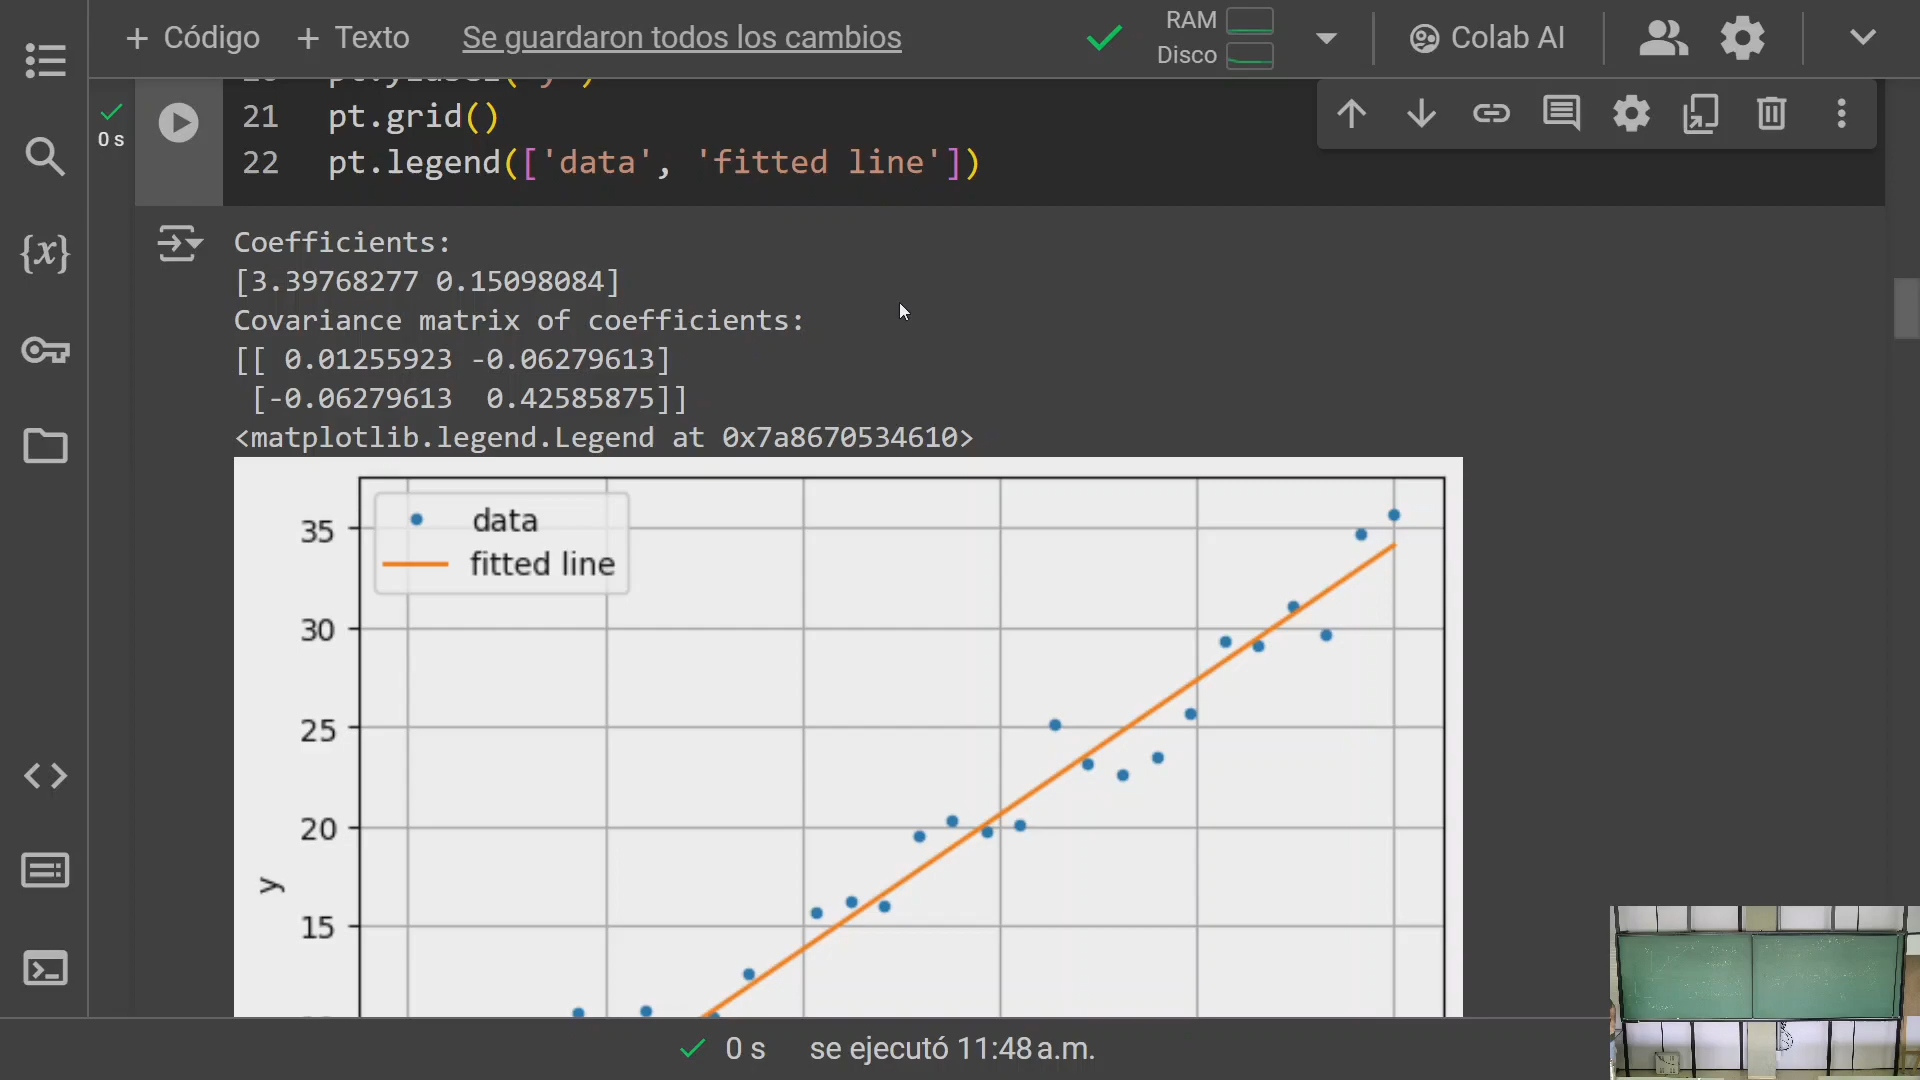 + Código + Texto Se guardaron todos los cambios
RAM
Disco
Colab AI
21 pt.grid()
22 pt.legend(['data', 'fitted line'])
0 s
{x}
Coefficients:
[3.39768277 0.15098084]
Covariance matrix of coefficients:
[[ 0.01255923 -0.06279613]
[-0.06279613 0.42585875]]
<matplotlib.legend.Legend at 0x7a8670534610>
data
fitted line
35
30
25
20
15
y
0 s se ejecutó 11:48 a.m.